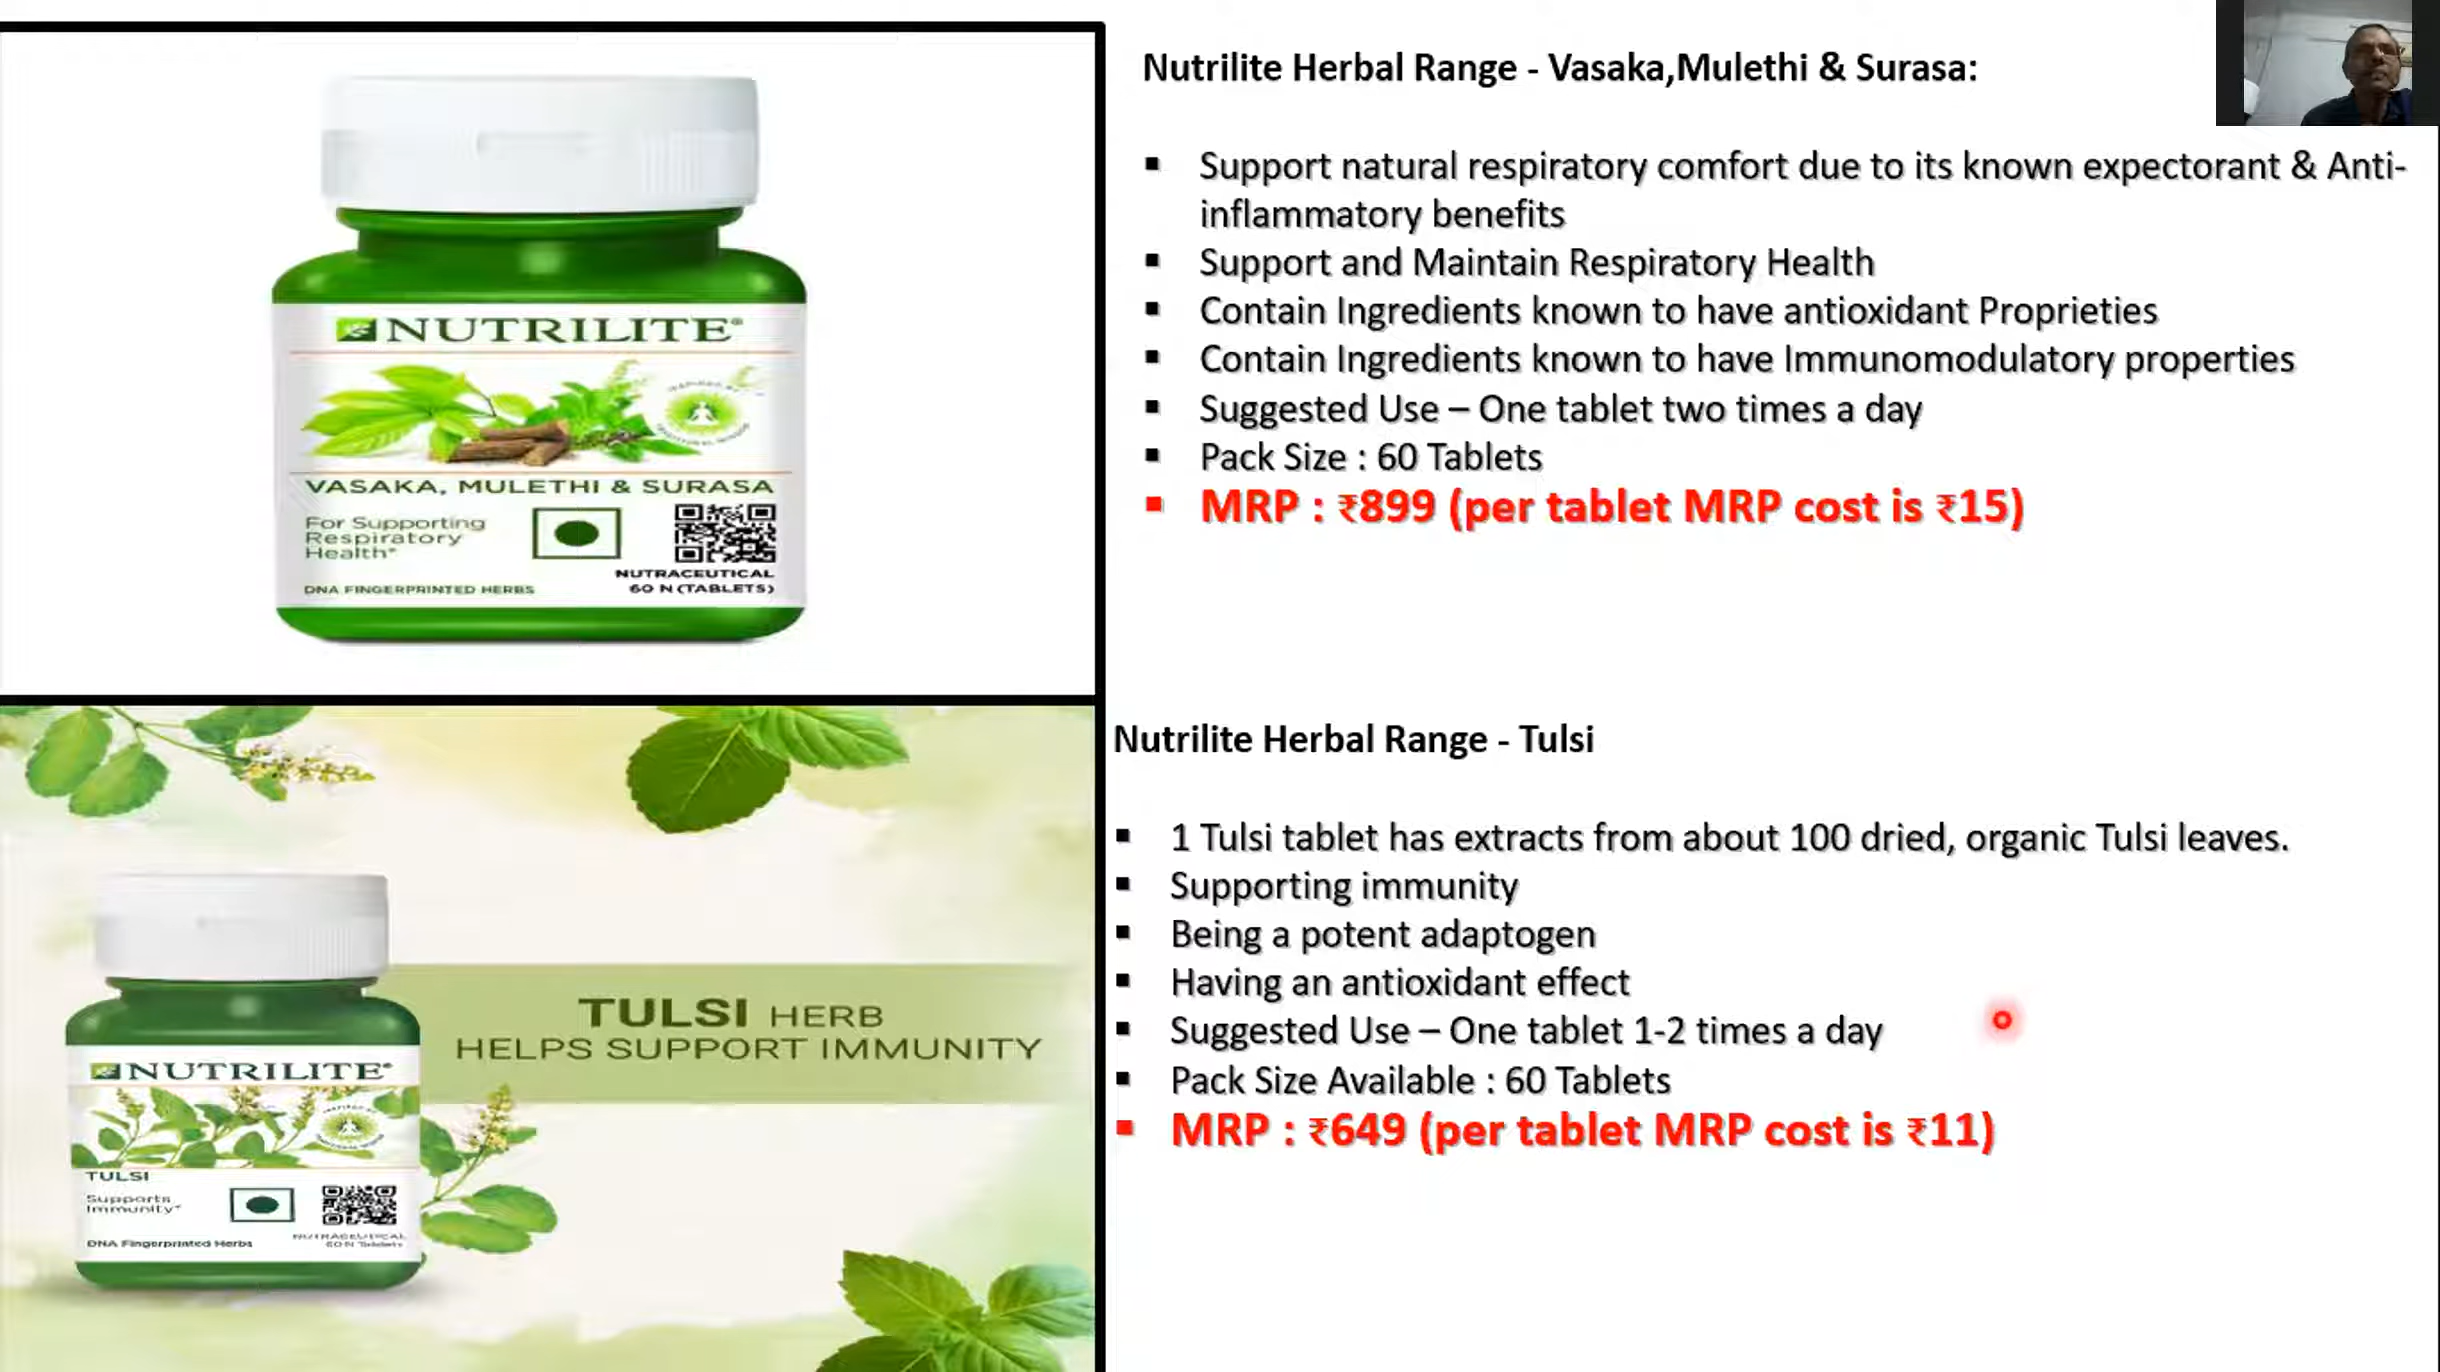 NUTRILITE®
VASAKA, MULETHI & SURASA
For Supporting
Respiratory
Health*
NUTRACEUTICAL
DNA FINGERPRINTED HERBS
60 N (TABLETS)
Nutrilite Herbal Range - Vasaka,Mulethi & Surasa:
▪ Support natural respiratory comfort due to its known expectorant & Anti-
inflammatory benefits
▪ Support and Maintain Respiratory Health
▪ Contain Ingredients known to have antioxidant Proprieties
▪ Contain Ingredients known to have Immunomodulatory properties
▪ Suggested Use – One tablet two times a day
▪ Pack Size : 60 Tablets
▪ MRP : ₹899 (per tablet MRP cost is ₹15)
TULSI HERB
HELPS SUPPORT IMMUNITY
NUTRILITE®
TULSI
Supports
Immunity*
DNA Fingerprinted Herbs
NUTRACEUTICAL
60 N Tablets
Nutrilite Herbal Range - Tulsi
▪ 1 Tulsi tablet has extracts from about 100 dried, organic Tulsi leaves.
▪ Supporting immunity
▪ Being a potent adaptogen
▪ Having an antioxidant effect
▪ Suggested Use – One tablet 1-2 times a day
▪ Pack Size Available : 60 Tablets
▪ MRP : ₹649 (per tablet MRP cost is ₹11)